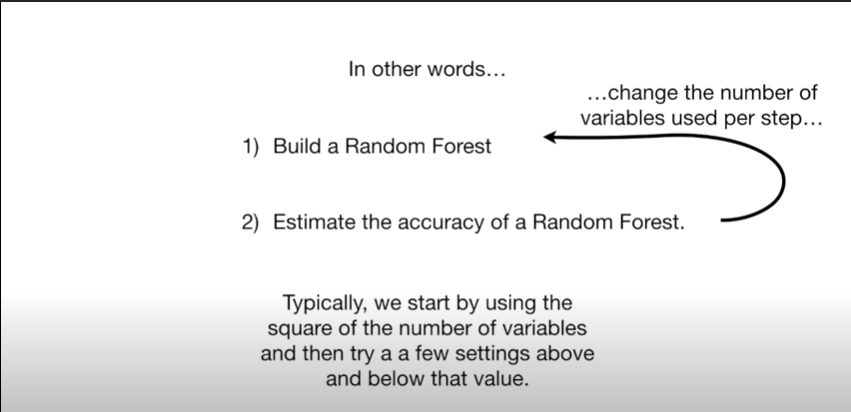 In other words…
…change the number of
variables used per step…
1) Build a Random Forest
2) Estimate the accuracy of a Random Forest.
Typically, we start by using the
square of the number of variables
and then try a a few settings above
and below that value.